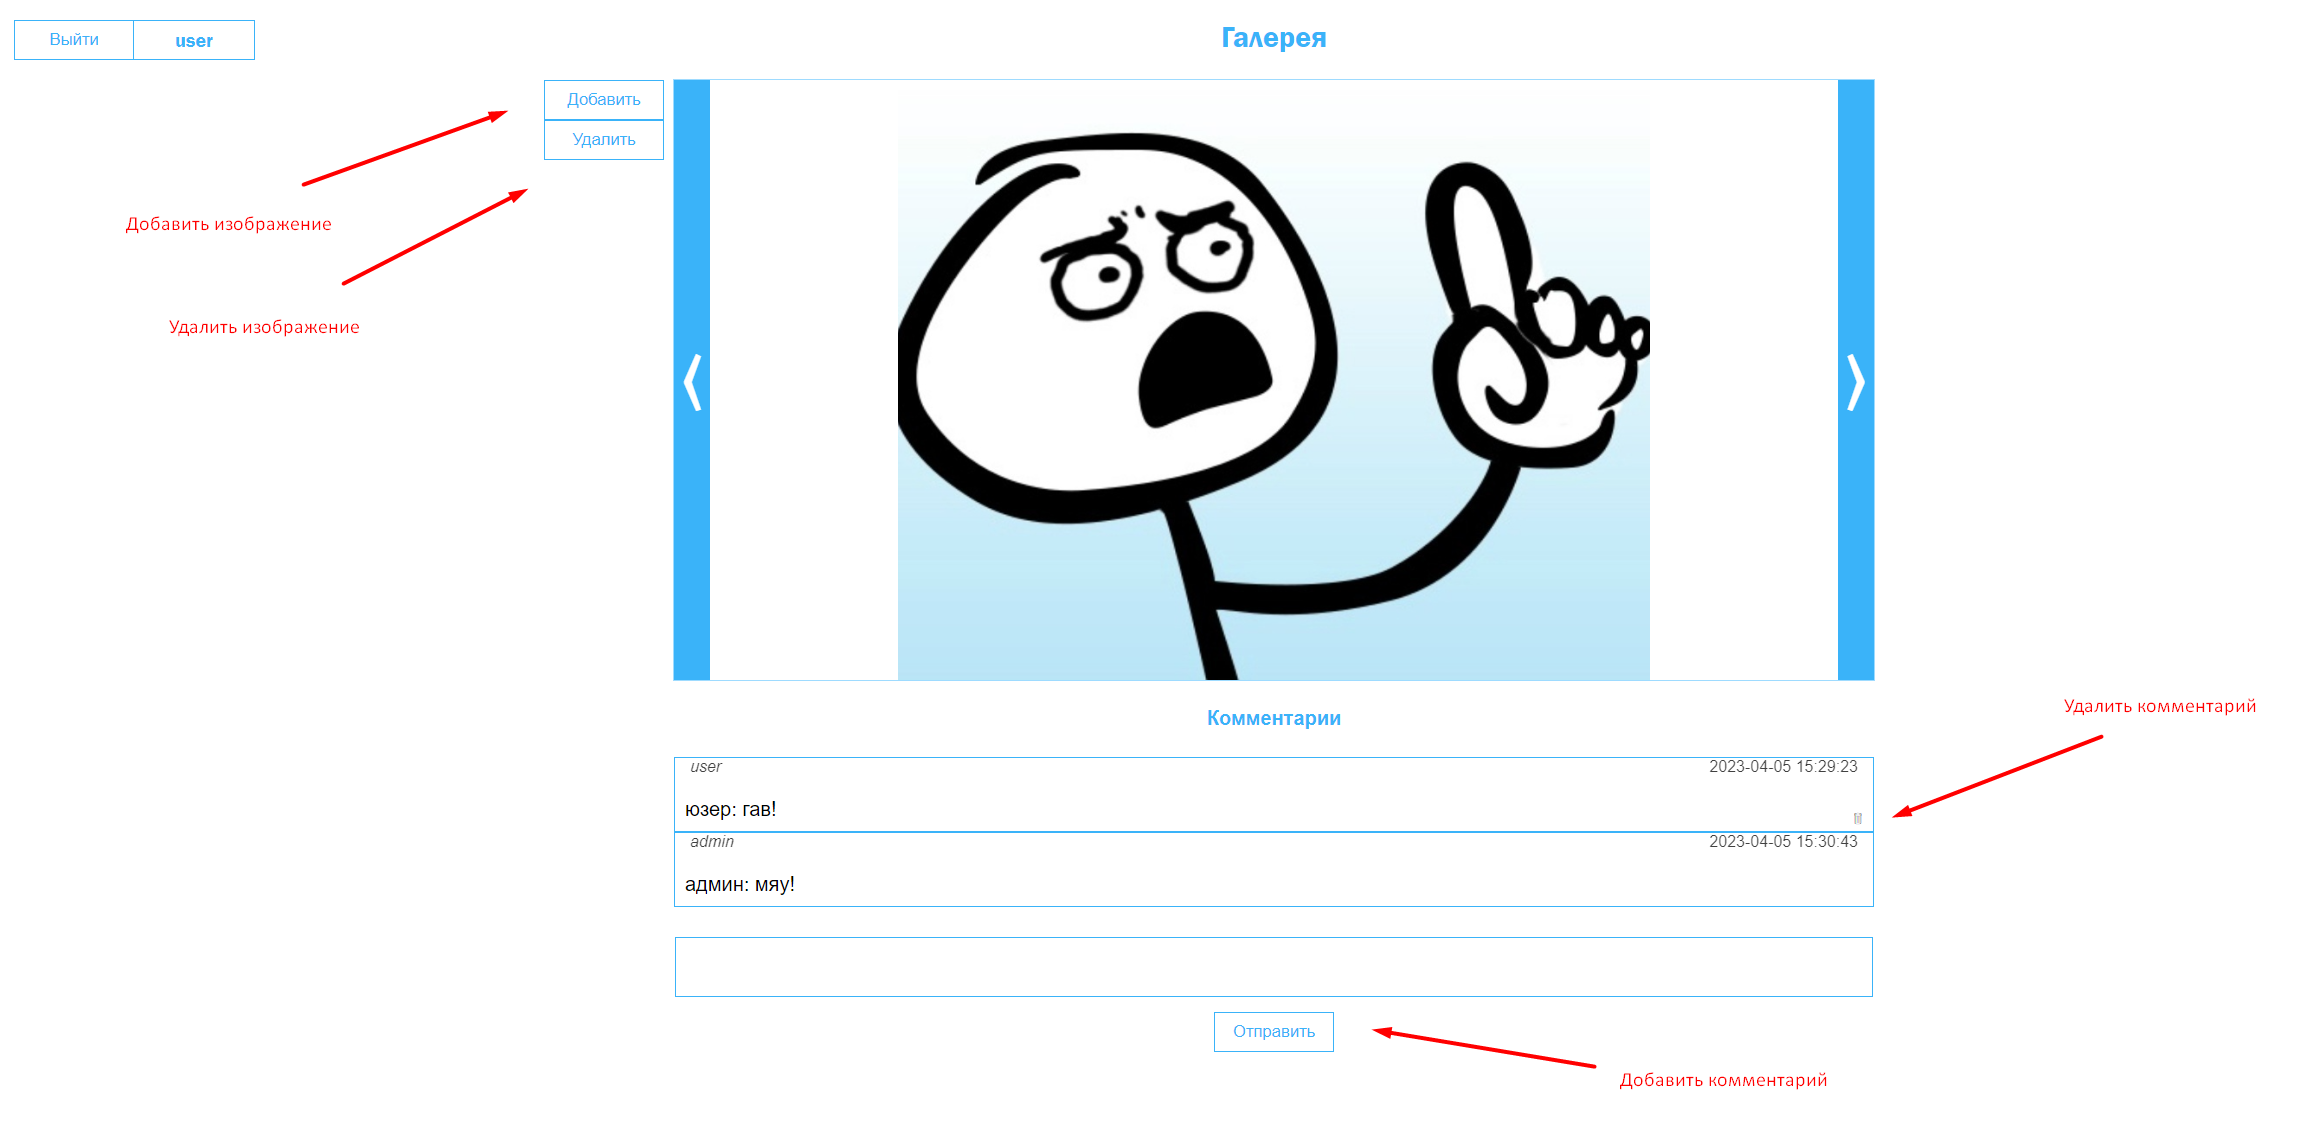 Выйти
user
Галерея
Добавить
Удалить
Добавить изображение
Удалить изображение
Комментарии
Удалить комментарий
user
2023-04-05 15:29:23
юзер: гав!
admin
2023-04-05 15:30:43
админ: мяу!
Отправить
Добавить комментарий